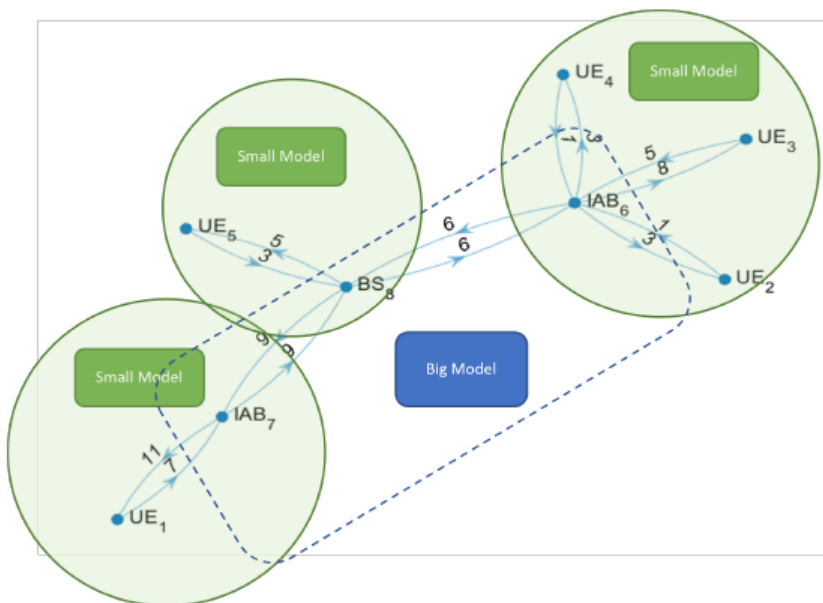 UE₄
Small Model
1
3
UE₃
5
8
Small Model
IAB₆
UE₅
6
1
3
5
3
6
UE₂
BS₈
9
9
Small Model
Big Model
IAB₇
11
7
UE₁